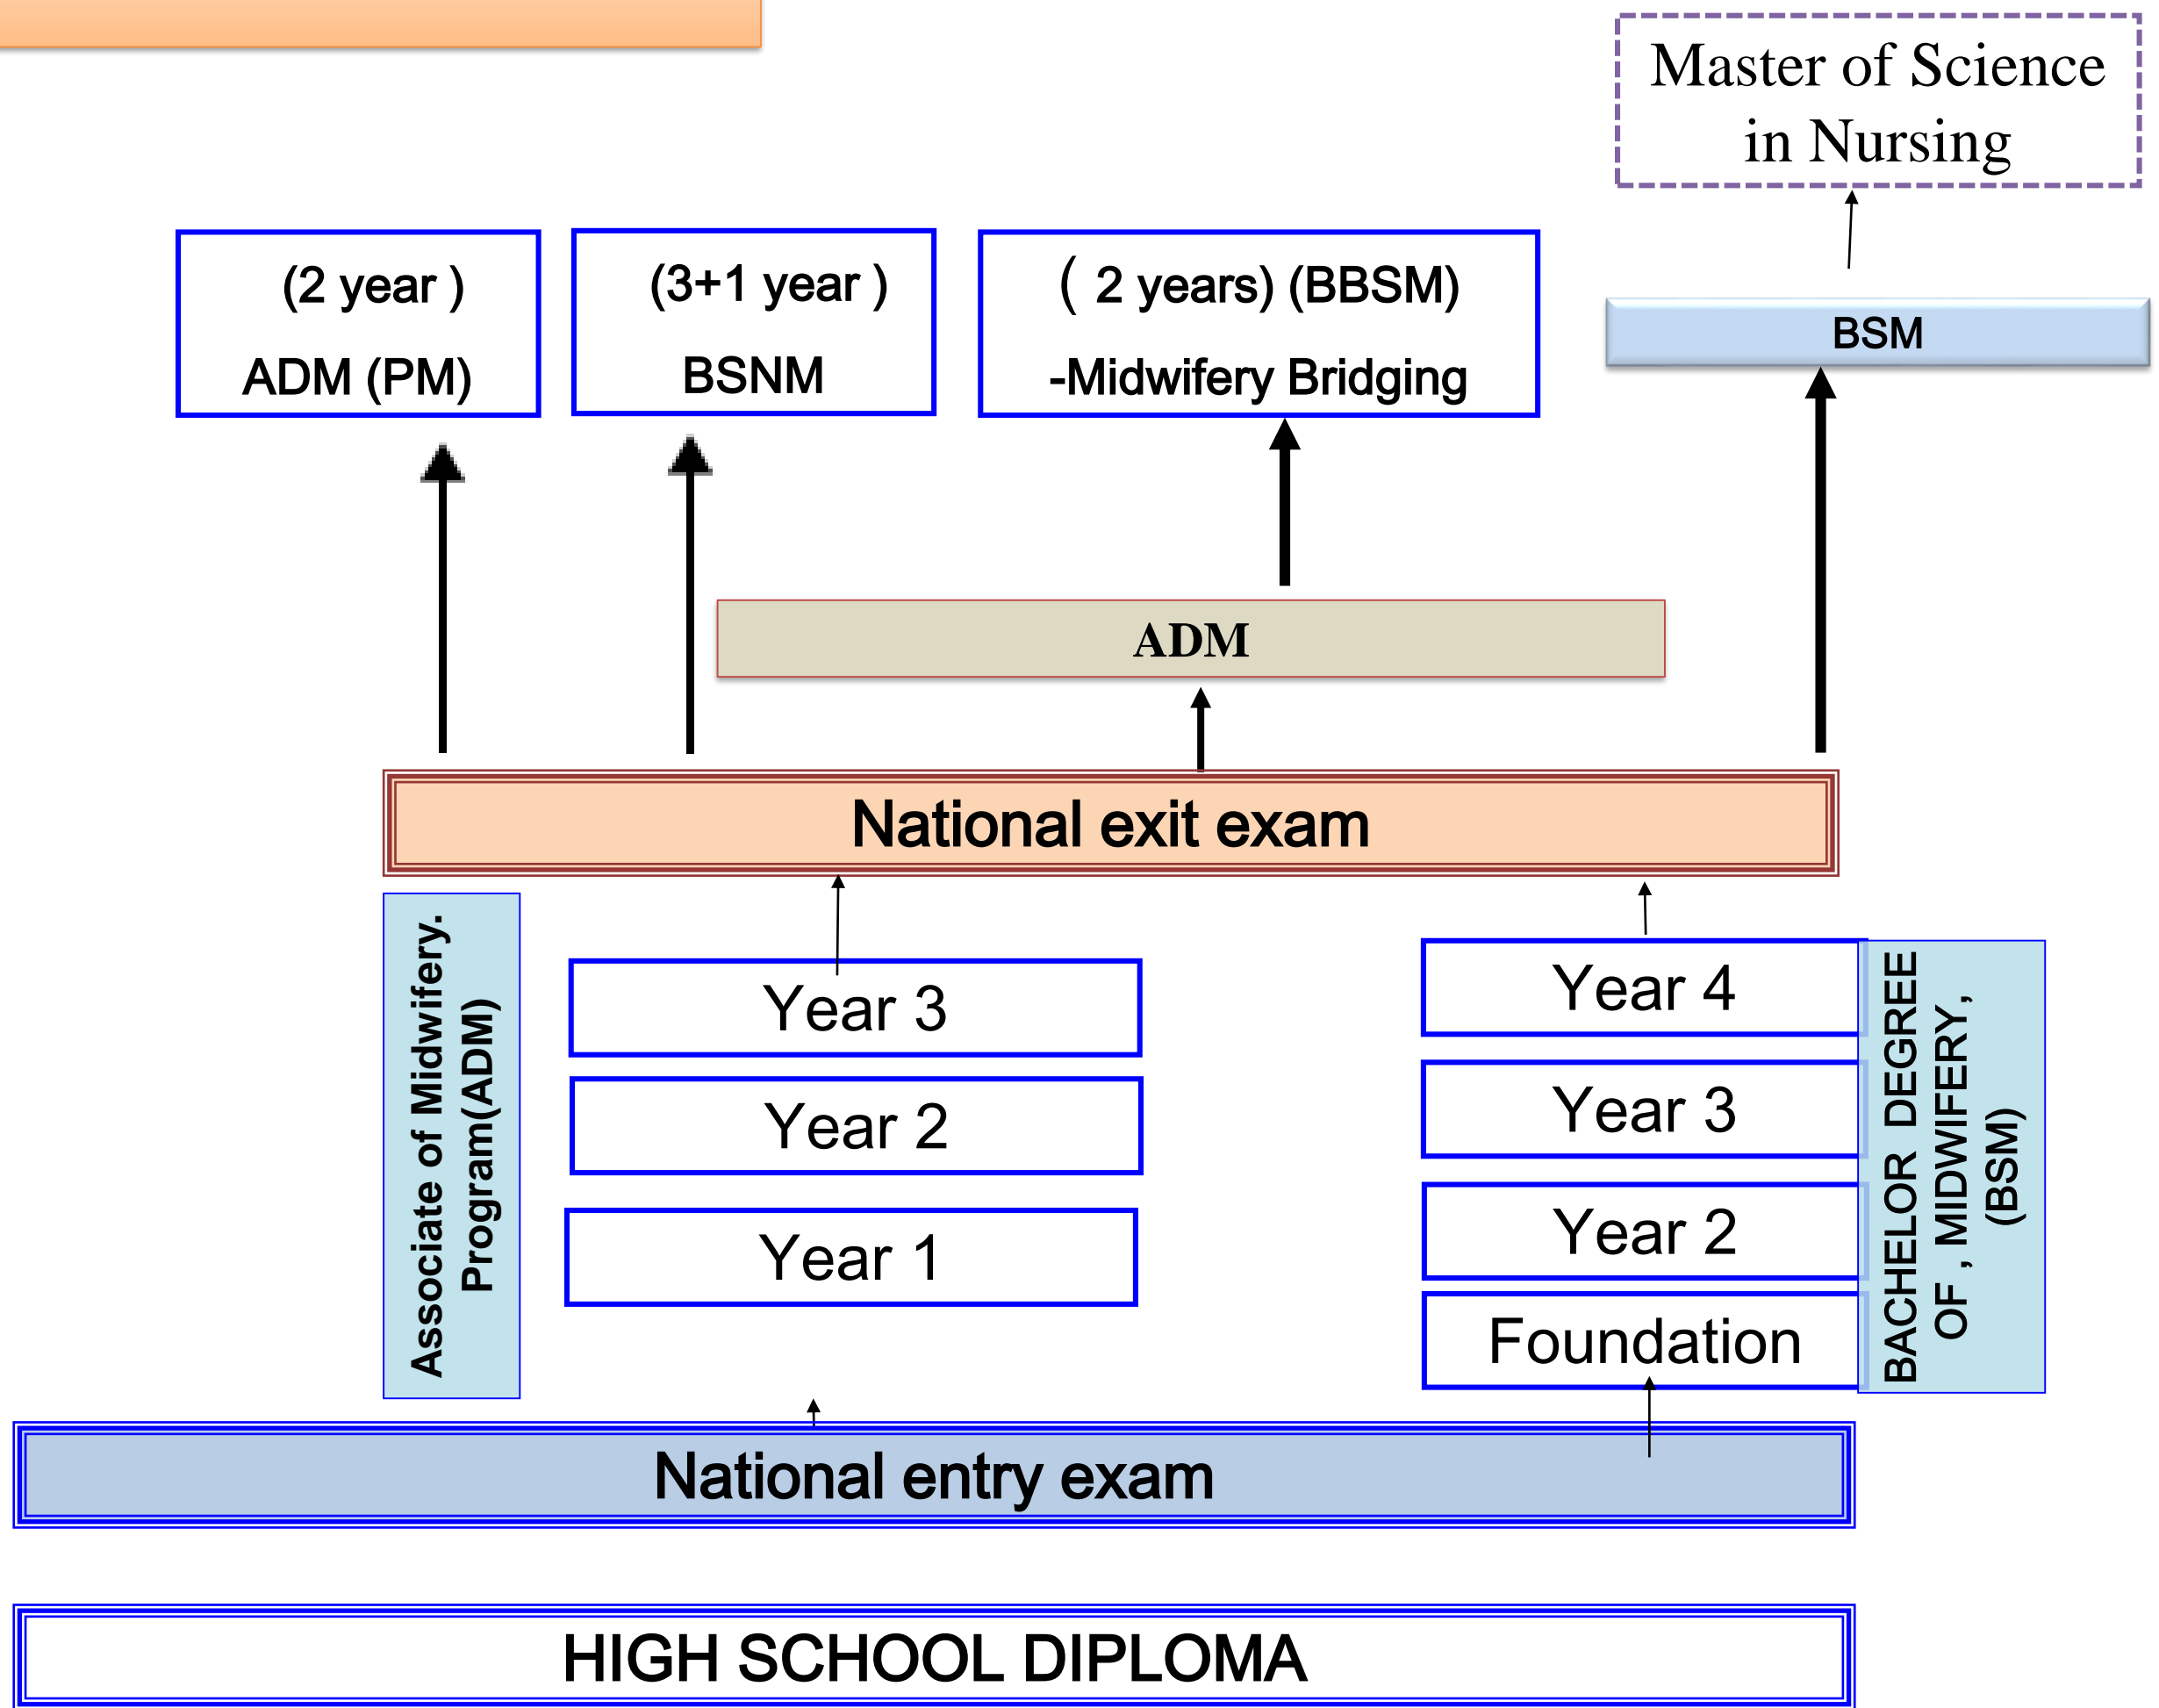 Master of Science
in Nursing
(2 year )
ADM (PM)
(3+1 year )
BSNM
( 2 years) (BBSM)
-Midwifery Bridging
BSM
ADM
National exit exam
Associate of Midwifery.
Program(ADM)
Year 3
Year 2
Year 1
Year 4
Year 3
Year 2
Foundation
BACHELOR DEGREE
OF , MIDWIFERY,
(BSM)
National entry exam
HIGH SCHOOL DIPLOMA